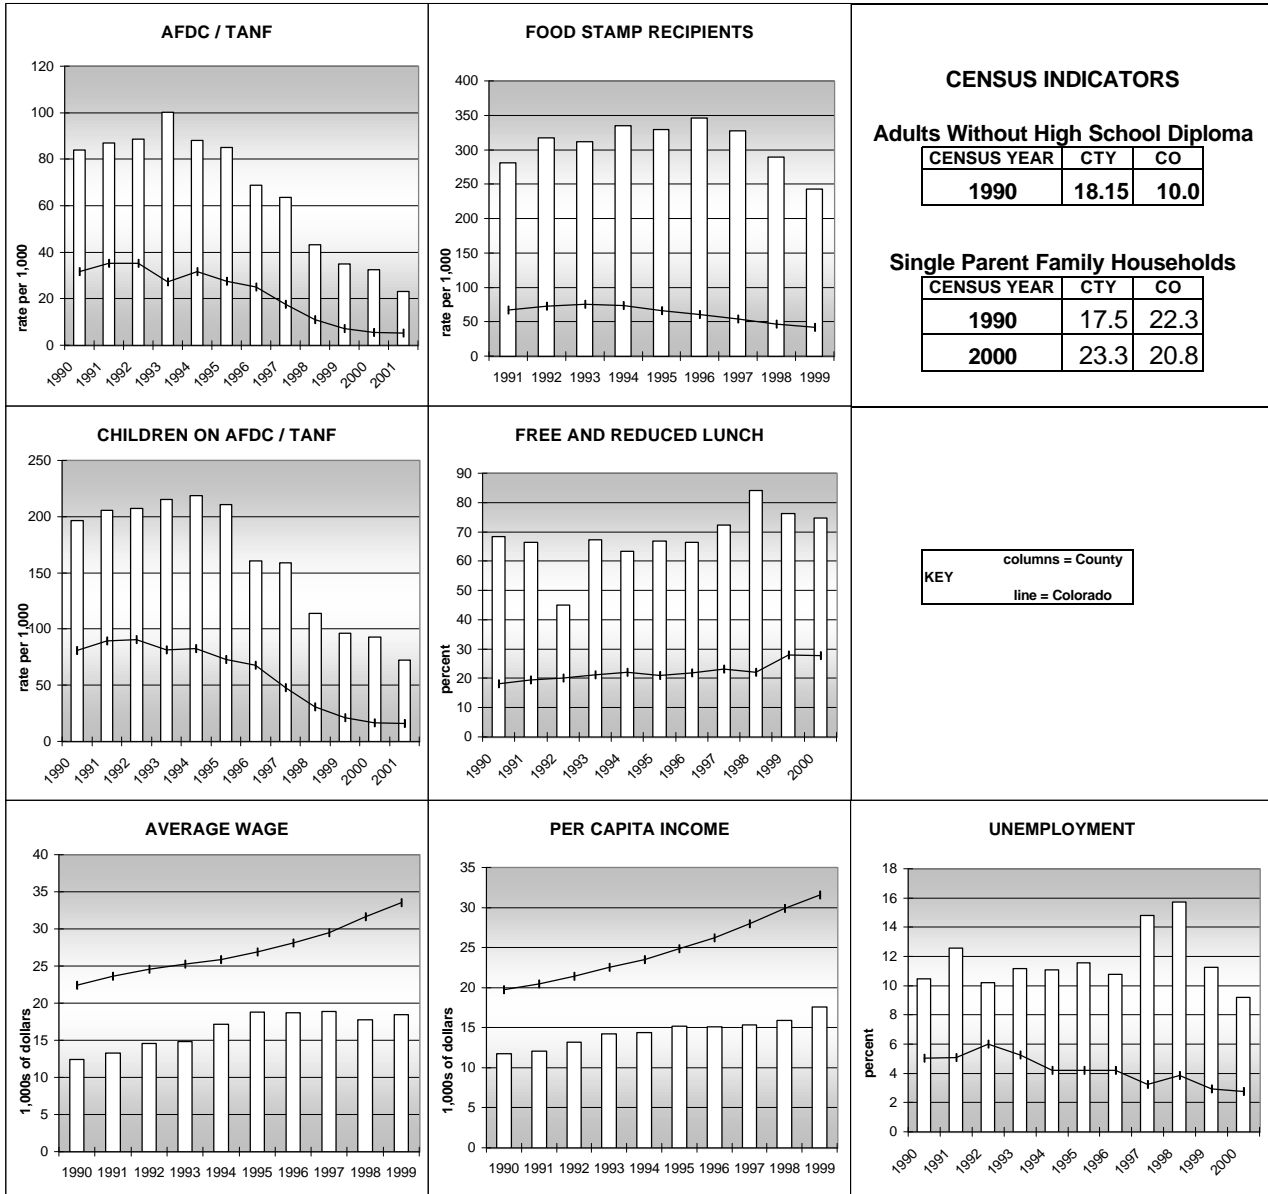 AFDC / TANF
120
100
80
60
40
20
0
rate per 1,000
1990 1991 1992 1993 1994 1995 1996 1997 1998 1999 2000 2001
FOOD STAMP RECIPIENTS
400
350
300
250
200
150
100
50
0
rate per 1,000
1991 1992 1993 1994 1995 1996 1997 1998 1999
CENSUS INDICATORS
Adults Without High School Diploma
CENSUS YEAR CTY CO
1990 18.15 10.0
Single Parent Family Households
CENSUS YEAR CTY CO
1990 17.5 22.3
2000 23.3 20.8
CHILDREN ON AFDC / TANF
250
200
150
100
50
0
rate per 1,000
1990 1991 1992 1993 1994 1995 1996 1997 1998 1999 2000 2001
FREE AND REDUCED LUNCH
90
80
70
60
50
40
30
20
10
0
percent
1990 1991 1992 1993 1994 1995 1996 1997 1998 1999 2000
columns = County
KEY
line = Colorado
AVERAGE WAGE
40
35
30
25
20
15
10
5
0
1,000s of dollars
1990 1991 1992 1993 1994 1995 1996 1997 1998 1999
PER CAPITA INCOME
35
30
25
20
15
10
5
0
1,000s of dollars
1990 1991 1992 1993 1994 1995 1996 1997 1998 1999
UNEMPLOYMENT
18
16
14
12
10
8
6
4
2
0
percent
1990 1991 1992 1993 1994 1995 1996 1997 1998 1999 2000